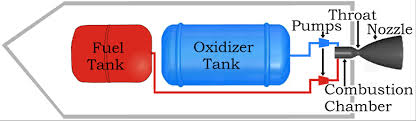 Fuel
Tank
Oxidizer
Tank
Pumps
Throat
Nozzle
Combustion
Chamber